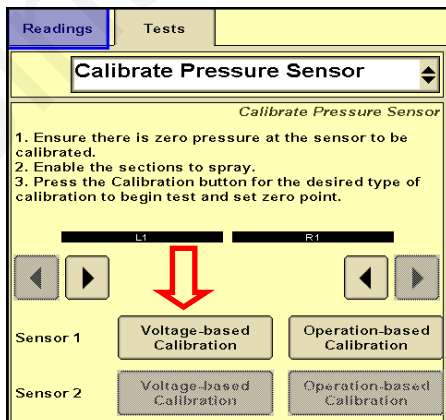 Readings Tests
Calibrate Pressure Sensor
Calibrate Pressure Sensor
1. Ensure there is zero pressure at the sensor to be
calibrated.
2. Enable the sections to spray.
3. Press the Calibration button for the desired type of
calibration to begin test and set zero point.
L1 R1
Sensor 1 Voltage-based Calibration Operation-based Calibration
Sensor 2 Voltage-based Calibration Operation-based Calibration